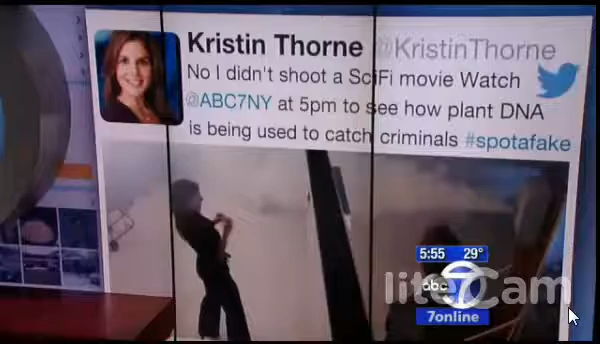 Kristin Thorne @KristinThorne
No I didn't shoot a SciFi movie Watch
@ABC7NY at 5pm to see how plant DNA
is being used to catch criminals #spotafake
5:55 29°
liteCam
abc 7
7online